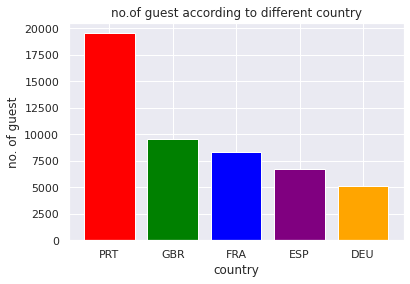 no.of guest according to different country
no. of guest
20000
17500
15000
12500
10000
7500
5000
2500
0
PRT GBR FRA ESP DEU
country